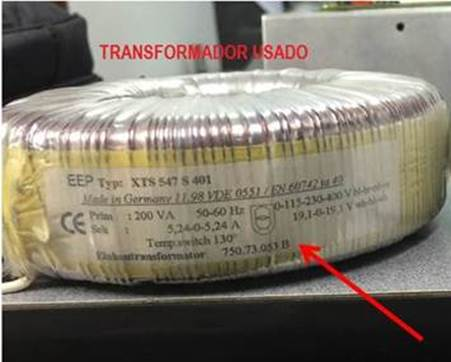 TRANSFORMADOR USADO
EEP Typ: XTS 547 S 401
Made in Germany 11.98 VDE 0551 / EN 60742 ta 40
CE Prim : 200 VA 50-60 Hz 0-115-230-400 V
Sek : 5,24-0-5,24 A 19,1-0-19,1 V
Temp.switch 130°
Einbautransformator 750.73.053 B